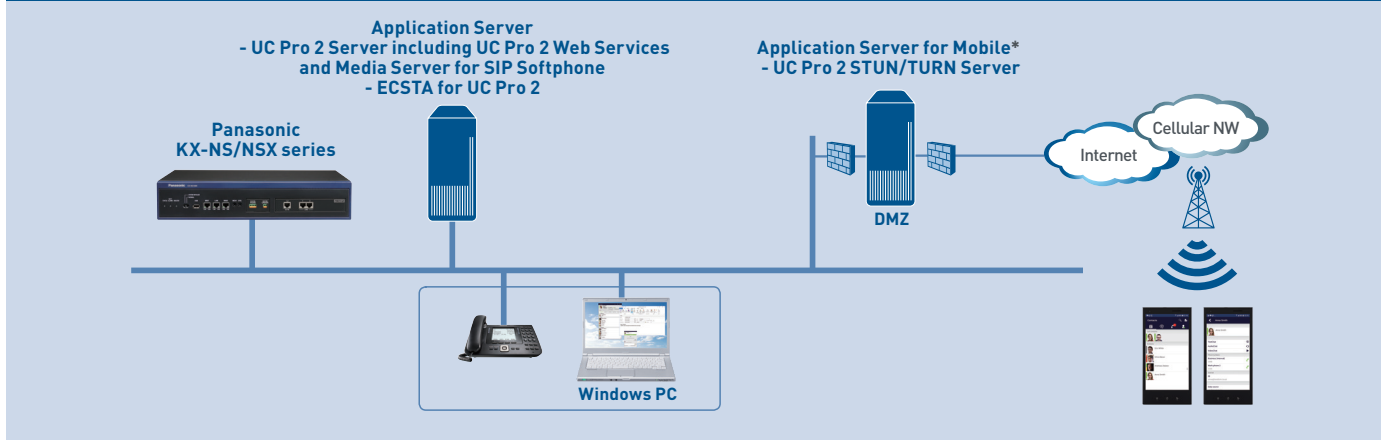 Application Server
- UC Pro 2 Server including UC Pro 2 Web Services
and Media Server for SIP Softphone
- ECSTA for UC Pro 2
Application Server for Mobile*
- UC Pro 2 STUN/TURN Server
Panasonic
KX-NS/NSX series
Cellular NW
Internet
Panasonic
DMZ
Windows PC